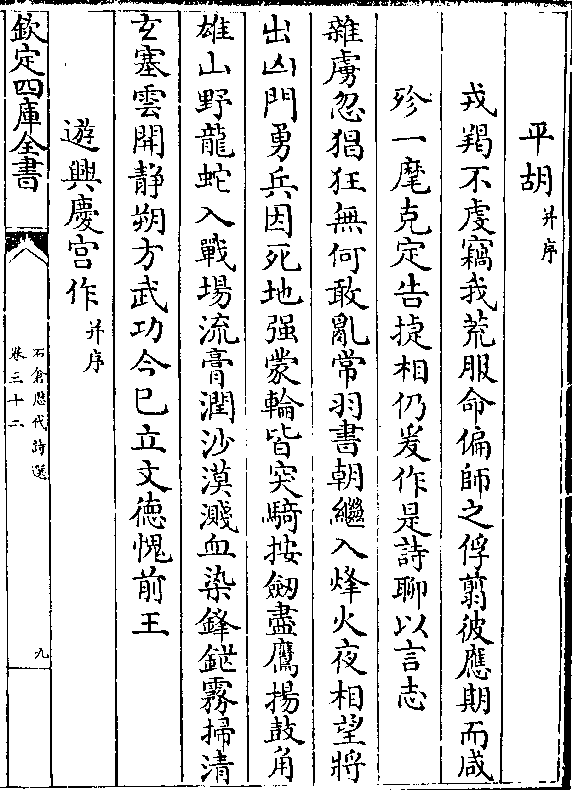 平胡并序
戎羯不虔竊我荒服命偏師之俘翦彼應期而咸
殄一麾克定告㨗相仍爰作是詩聊以言志
雜虜忽猖狂無何敢亂常羽書朝繼入烽火夜相望將
出凶門勇兵因死地强蒙輪皆突騎按劒盡鷹揚鼓角
雄山野龍蛇入戰場流膏潤沙漠濺血染鋒鋩霧掃清
玄塞雲開静朔方武功今已立文德愧前王
遊興慶宫作并序
欽定四庫全書
石倉歴代詩選
卷三十二
九